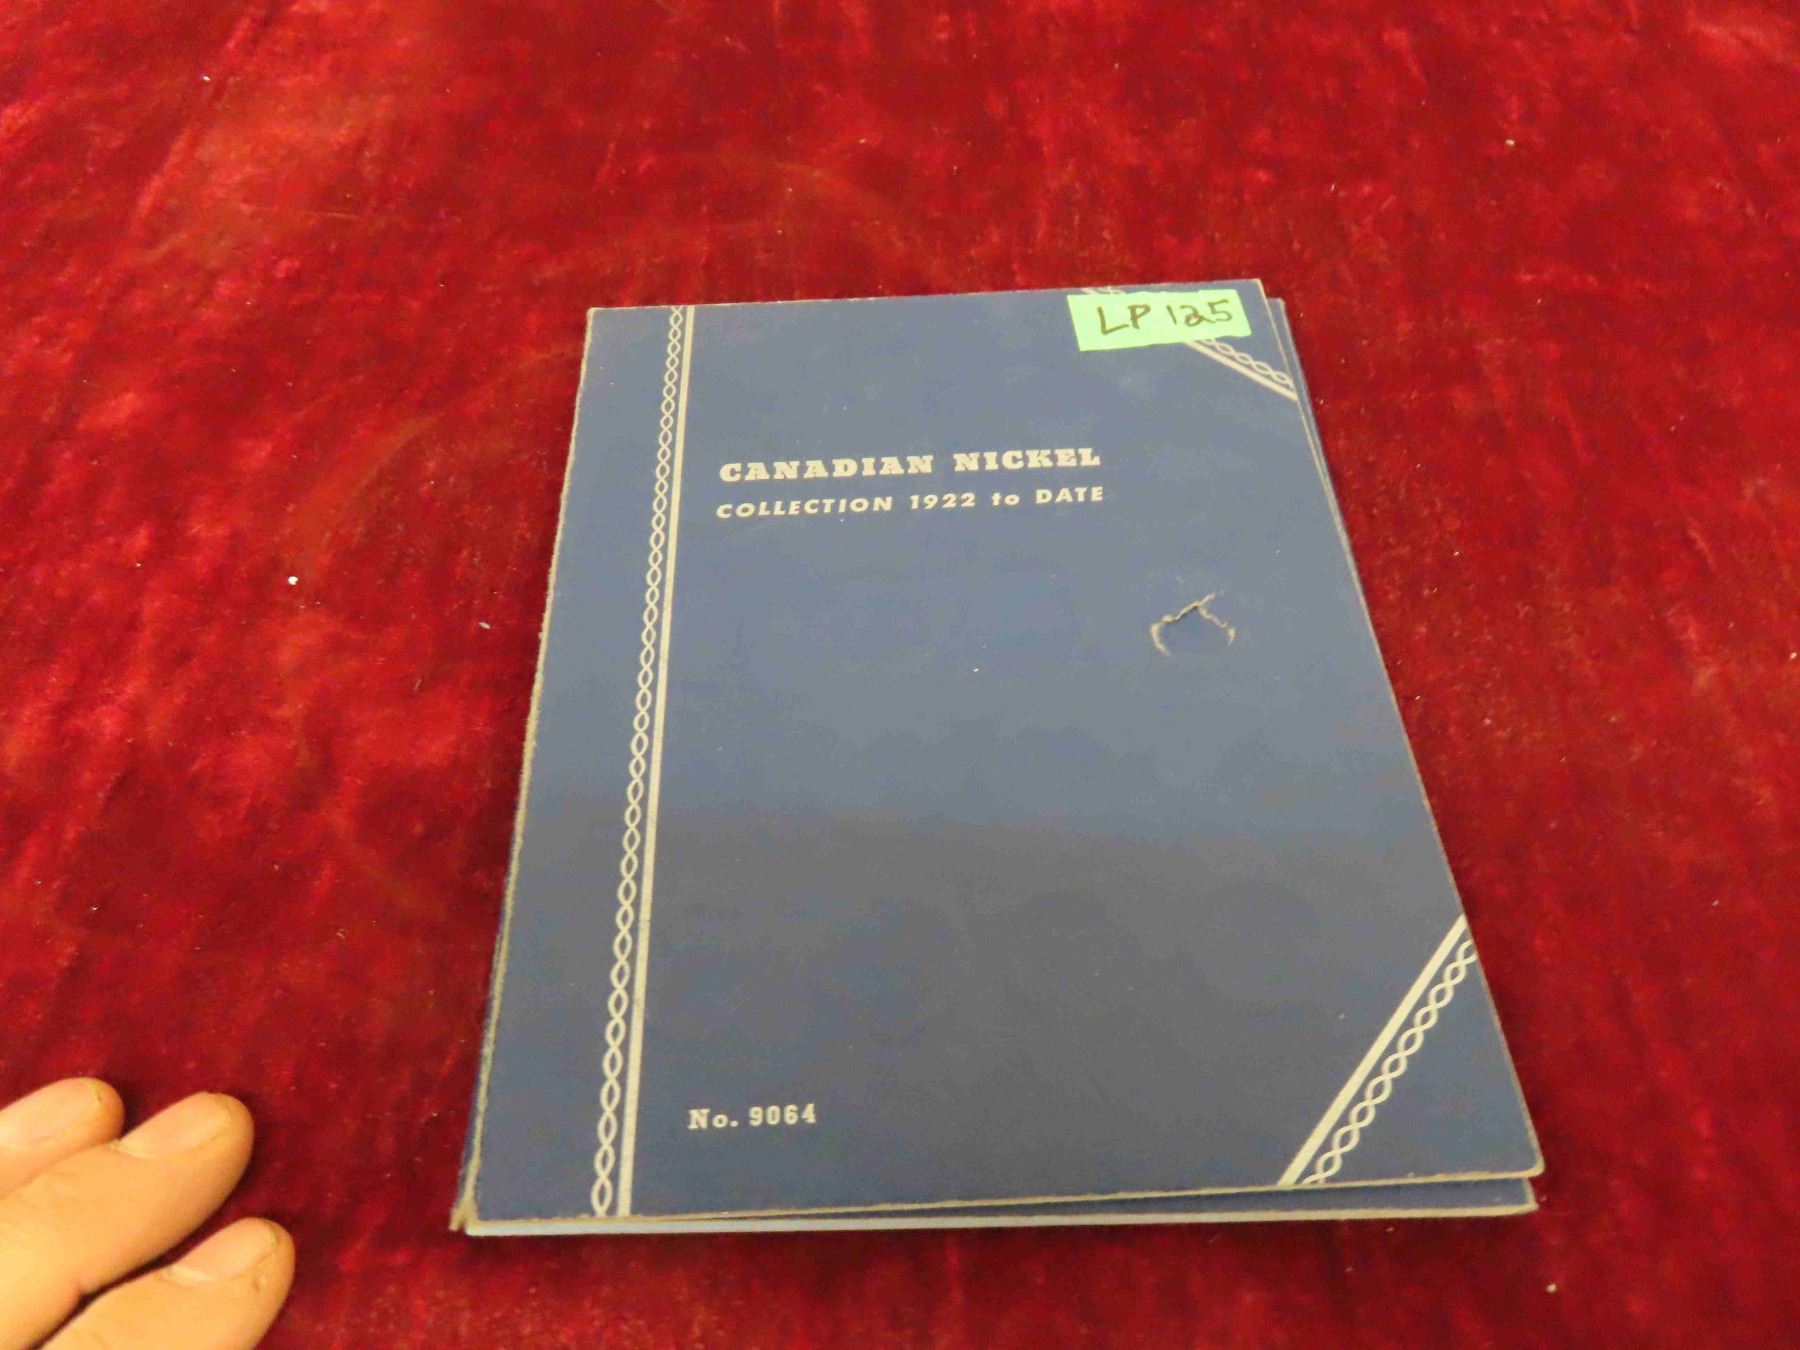 LP 125
CANADIAN NICKEL
COLLECTION 1922 to DATE
No. 9064